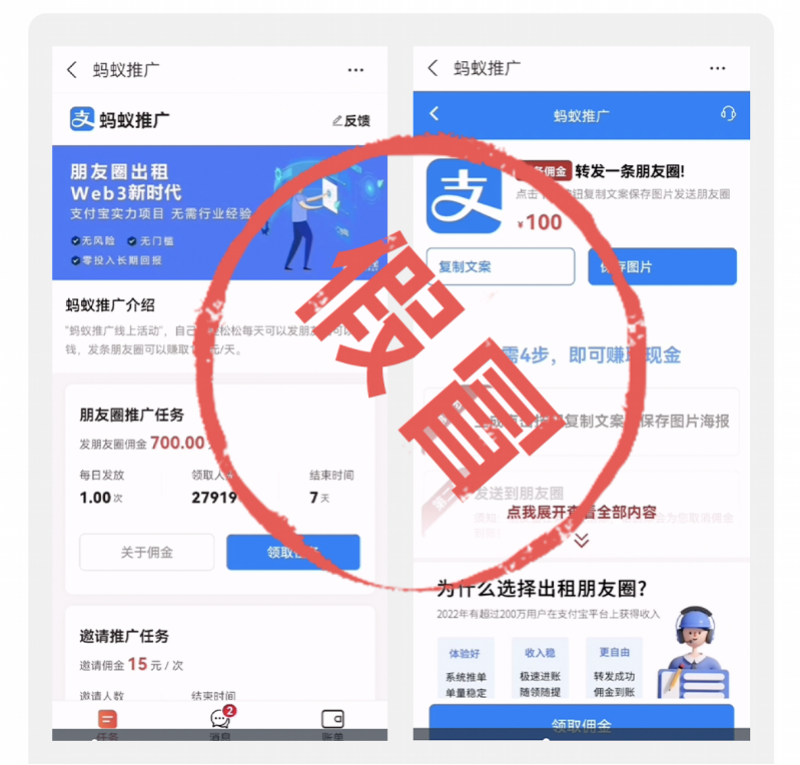 蚂蚁推广
支 蚂蚁推广
反馈
朋友圈出租
Web3新时代
支付宝实力项目 无需行业经验
无风险 无门槛
零投入长期回报
蚂蚁推广介绍
"蚂蚁推广线上活动", 自己
松松每天可以发朋友
钱，发条朋友圈可以赚取
元/天。
朋友圈推广任务
发朋友圈佣金 700.00
每日发放
领取人
结束时间
1.00次
27919
7天
关于佣金
领取任务
邀请推广任务
邀请佣金 15 元 / 次
邀请人数
结束时间
任务
2
消息
账单
蚂蚁推广
蚂蚁推广
支
条佣金 转发一条朋友圈!
点击
钮复制文案保存图片发送朋友圈
¥100
复制文案
保存图片
需4步，即可赚取现金
复制文案
保存图片海报
发送到朋友圈
点我展开查看全部内容
为什么选择出租朋友圈?
2022年有超过200万用户在支付宝平台上获得收入
体验好
收入稳
更自由
系统推单
极速进账
转发成功
单量稳定
随领随提
佣金到账
领取佣金
假冒